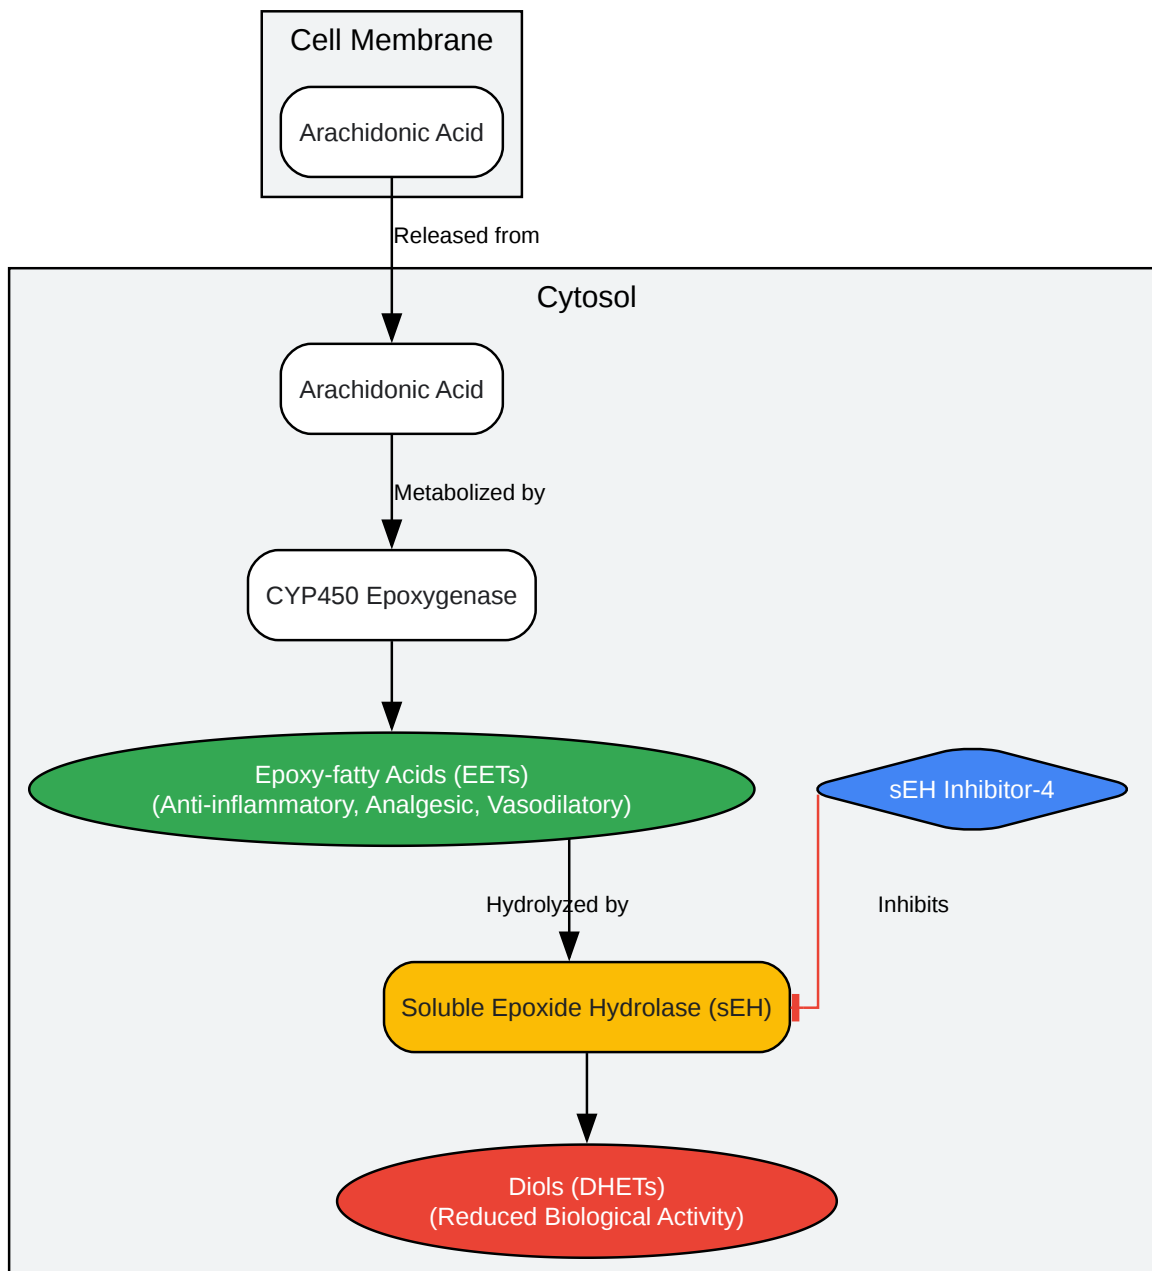 Cell Membrane
Arachidonic Acid
Released from
Cytosol
Arachidonic Acid
Metabolized by
CYP450 Epoxygenase
Epoxy-fatty Acids (EETs)
(Anti-inflammatory, Analgesic, Vasodilatory)
sEH Inhibitor-4
Hydrolyzed by
Inhibits
Soluble Epoxide Hydrolase (sEH)
Diols (DHETs)
(Reduced Biological Activity)